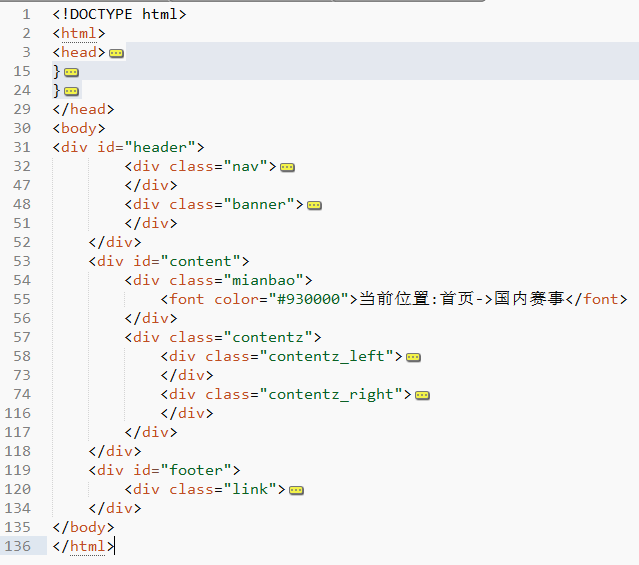 1 <!DOCTYPE html>
2 <html>
3 <head>
15 }
24 }
29 </head>
30 <body>
31 <div id="header">
32 <div class="nav">
47 </div>
48 <div class="banner">
51 </div>
52 </div>
53 <div id="content">
54 <div class="mianbao">
55 <font color="#930000">当前位置:首页->国内赛事</font>
56 </div>
57 <div class="contentz">
58 <div class="contentz_left">
73 </div>
74 <div class="contentz_right">
116 </div>
117 </div>
118 </div>
119 <div id="footer">
120 <div class="link">
134 </div>
135 </body>
136 </html>